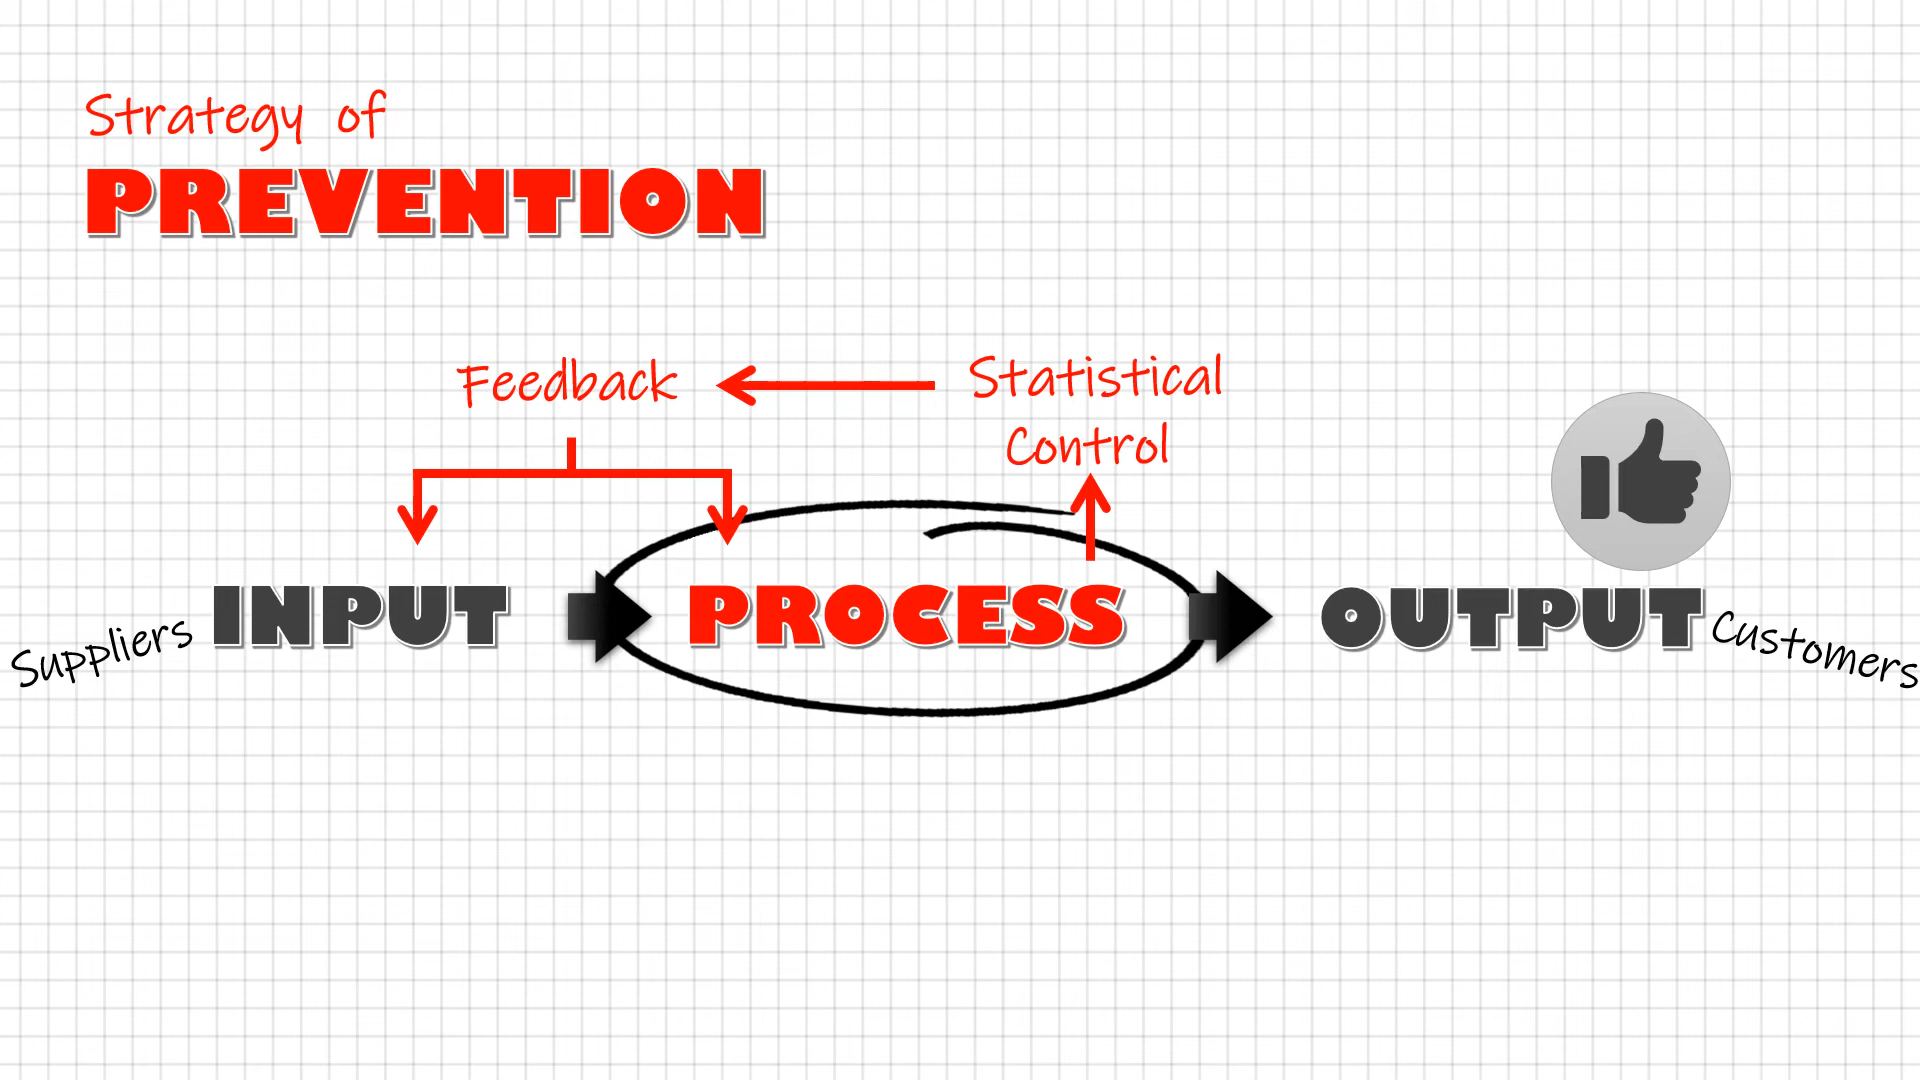 Strategy of
PREVENTION
Feedback
Statistical
Control
Suppliers
INPUT
PROCESS
OUTPUT
Customers